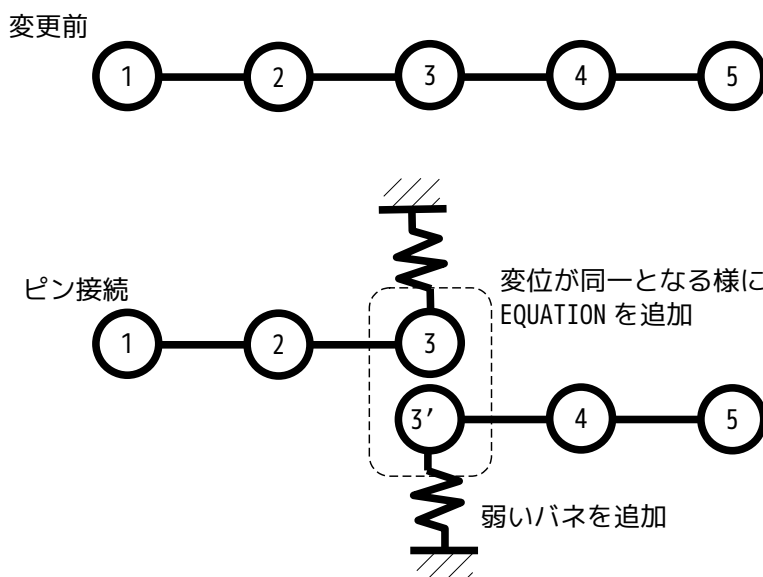 変更前
1 2 3 4 5
ピン接続
変位が同一となる様に
EQUATION を追加
1 2 3
3′ 4 5
弱いバネを追加